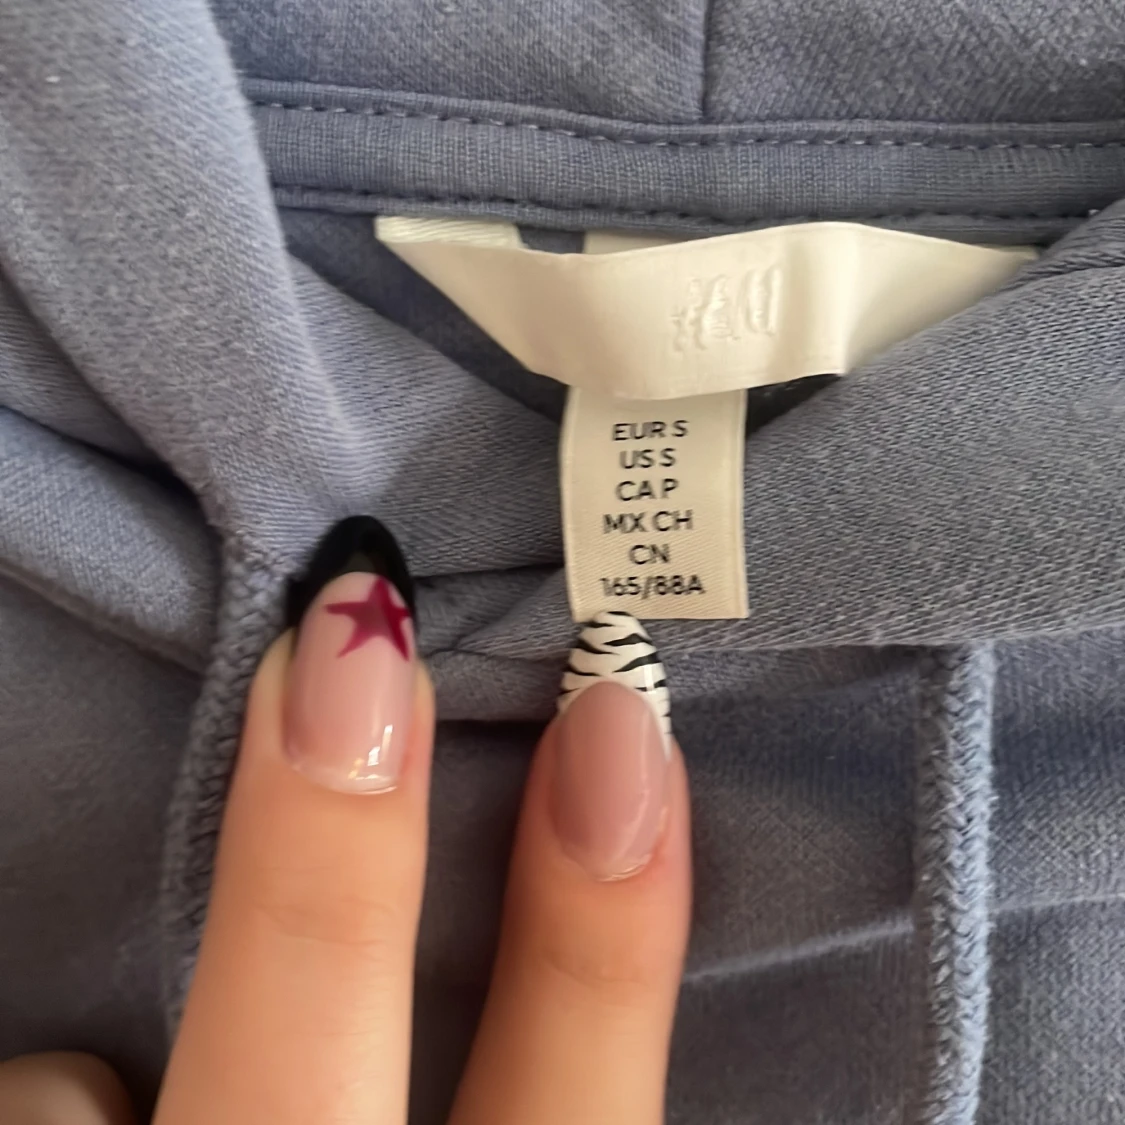 H&M
EUR S
US S
CA P
MX CH
CN
165/88A